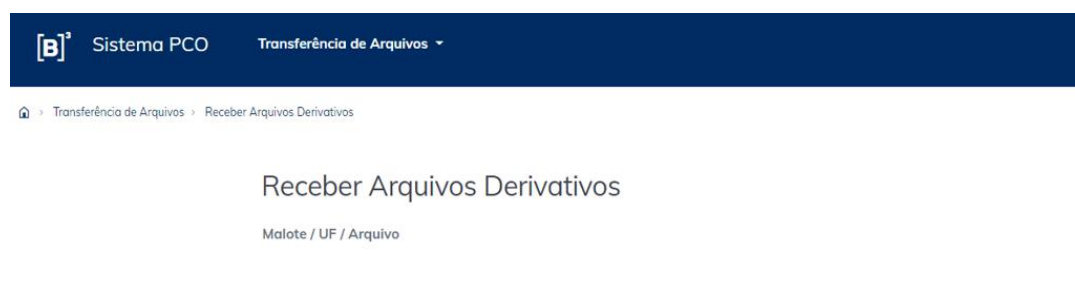 [B]³ Sistema PCO Transferência de Arquivos
Transferência de Arquivos > Receber Arquivos Derivativos
Receber Arquivos Derivativos
Malote / UF / Arquivo